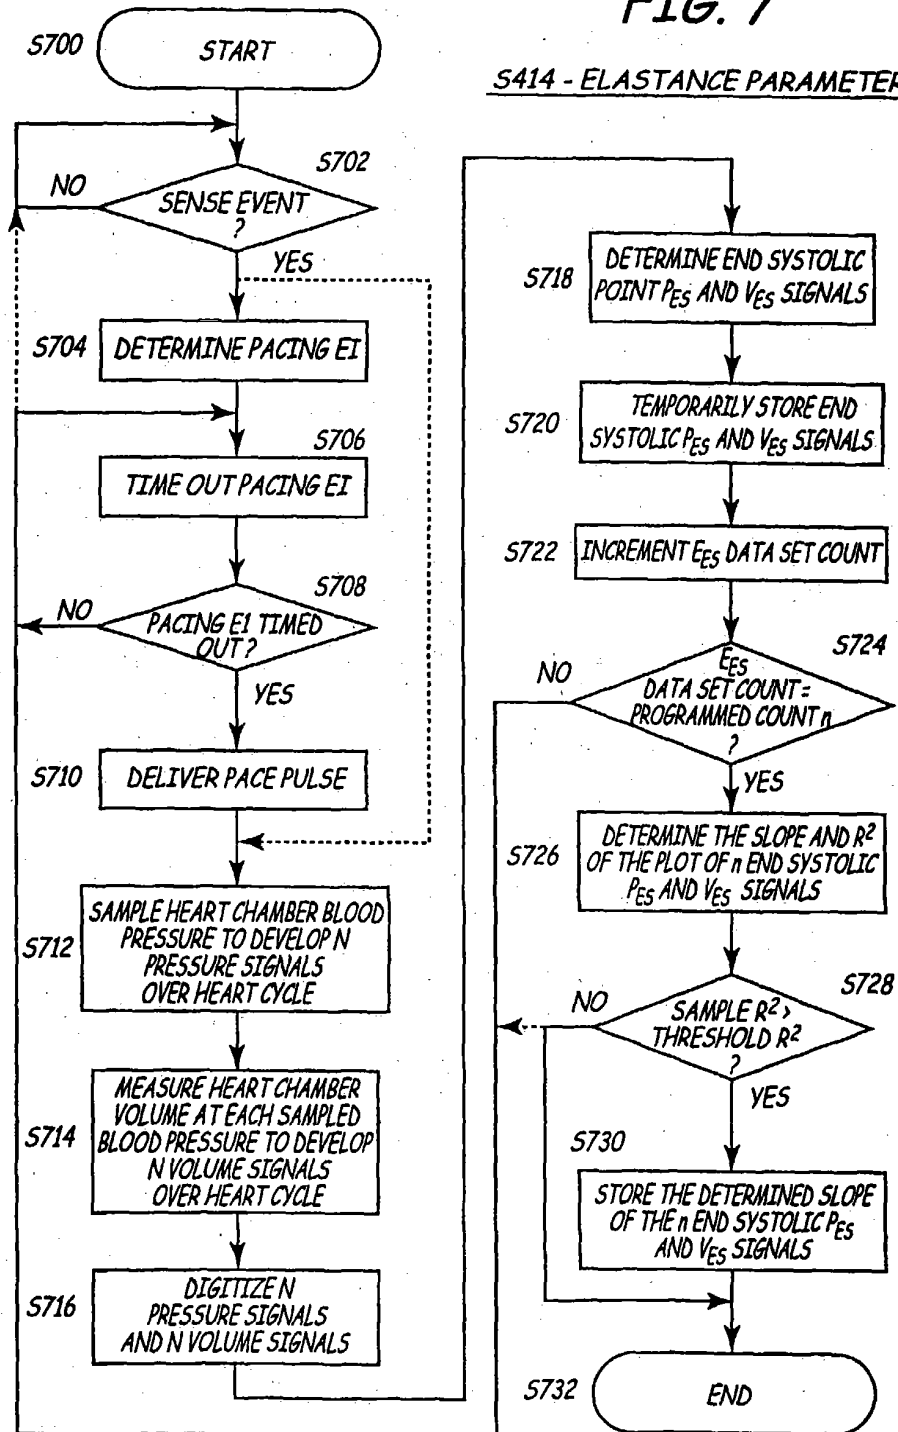 FIG. 7
S414 - ELASTANCE PARAMETER
S700
START
S702
SENSE EVENT
?
NO
YES
S704
DETERMINE PACING EI
S706
TIME OUT PACING EI
S708
PACING E1 TIMED
OUT?
NO
YES
S710
DELIVER PACE PULSE
S712
SAMPLE HEART CHAMBER BLOOD
PRESSURE TO DEVELOP N
PRESSURE SIGNALS
OVER HEART CYCLE
S714
MEASURE HEART CHAMBER
VOLUME AT EACH SAMPLED
BLOOD PRESSURE TO DEVELOP
N VOLUME SIGNALS
OVER HEART CYCLE
S716
DIGITIZE N
PRESSURE SIGNALS
AND N VOLUME SIGNALS
S718
DETERMINE END SYSTOLIC
POINT PES AND VES SIGNALS
S720
TEMPORARILY STORE END
SYSTOLIC PES AND VES SIGNALS
S722
INCREMENT EES DATA SET COUNT
S724
EES
DATA SET COUNT =
PROGRAMMED COUNT n
?
NO
YES
S726
DETERMINE THE SLOPE AND R²
OF THE PLOT OF n END SYSTOLIC
PES AND VES SIGNALS
S728
SAMPLE R² >
THRESHOLD R²
?
NO
YES
S730
STORE THE DETERMINED SLOPE
OF THE n END SYSTOLIC PES
AND VES SIGNALS
S732
END